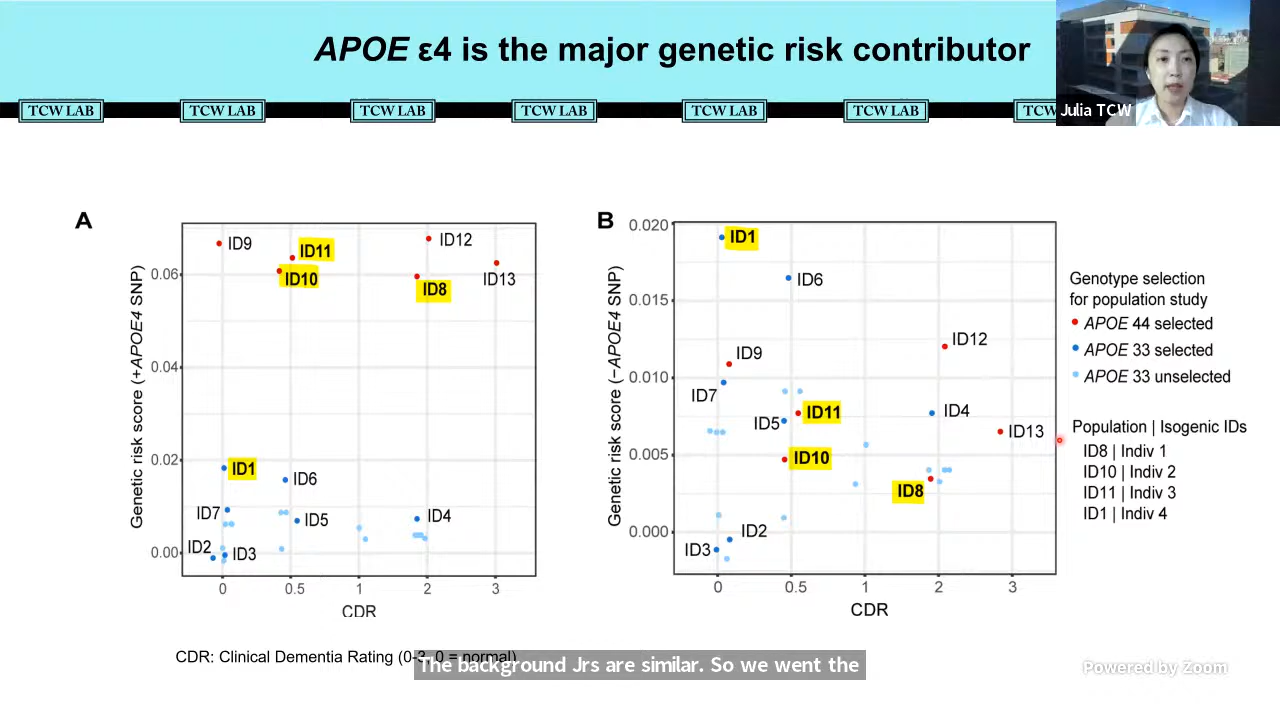 APOE ε4 is the major genetic risk contributor
TCW LAB
TCW LAB
TCW LAB
TCW LAB
TCW LAB
TCW LAB
TCW
Julia TCW
A
Genetic risk score (+APOE4 SNP)
0.06
0.04
0.02
0.00
ID9
ID11
ID10
ID12
ID8
ID13
ID1
ID6
ID7
ID5
ID4
ID2
ID3
0
0.5
1
2
3
CDR
B
Genetic risk score (−APOE4 SNP)
0.020
0.015
0.010
0.005
0.000
ID1
ID6
ID9
ID12
ID7
ID5
ID11
ID4
ID13
ID10
ID8
ID2
ID3
0
0.5
1
2
3
CDR
Genotype selection
for population study
APOE 44 selected
APOE 33 selected
APOE 33 unselected
Population | Isogenic IDs
ID8 | Indiv 1
ID10 | Indiv 2
ID11 | Indiv 3
ID1 | Indiv 4
CDR: Clinical Dementia Rating (0-3, 0 = normal)
The background Jrs are similar. So we went the
Powered by Zoom